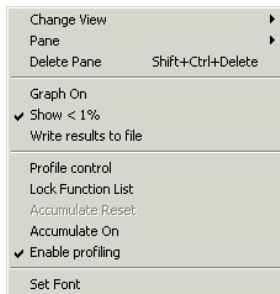 Change View
Pane
Delete Pane Shift+Ctrl+Delete
Graph On
Show < 1%
Write results to file
Profile control
Lock Function List
Accumulate Reset
Accumulate On
Enable profiling
Set Font